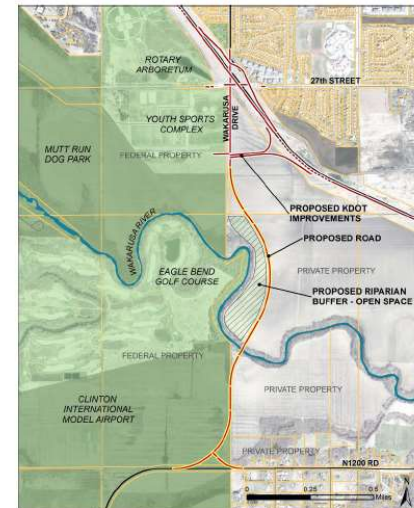 ROTARY
ARBORETUM
27th STREET
YOUTH SPORTS
COMPLEX
WAKARUSA
DRIVE
MUTT RUN
DOG PARK
FEDERAL PROPERTY
PROPOSED KDOT
IMPROVEMENTS
WAKARUSA RIVER
PROPOSED ROAD
PRIVATE PROPERTY
EAGLE BEND
GOLF COURSE
PROPOSED RIPARIAN
BUFFER - OPEN SPACE
FEDERAL PROPERTY
PRIVATE PROPERTY
CLINTON
INTERNATIONAL
MODEL AIRPORT
PRIVATE PROPERTY
N1200 RD
0 0.25 0.5
Miles